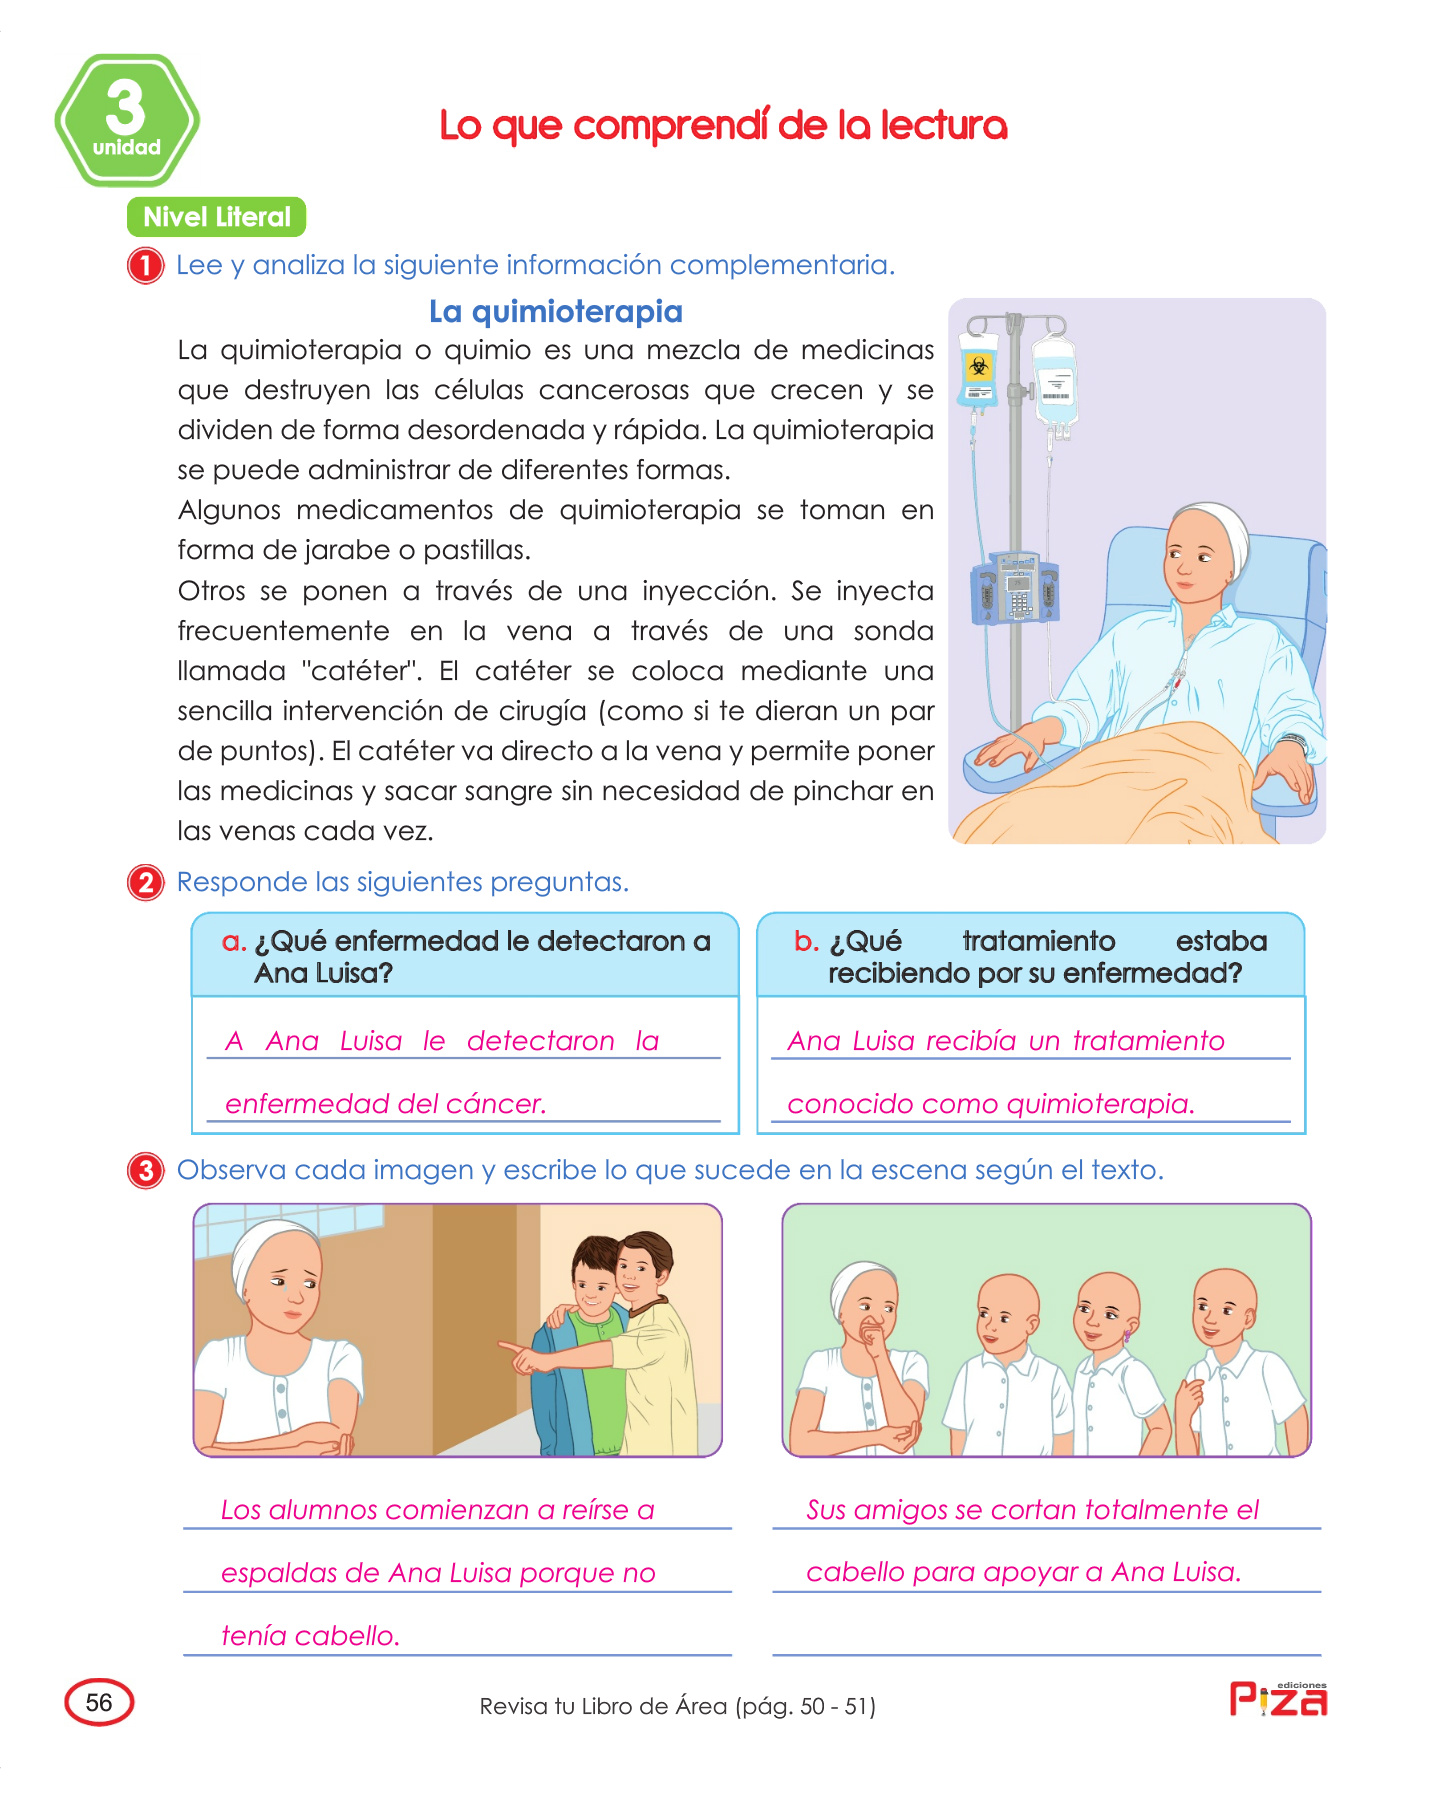 3
unidad
Lo que comprendí de la lectura
Nivel Literal
1 Lee y analiza la siguiente información complementaria.
La quimioterapia
La quimioterapia o quimio es una mezcla de medicinas
que destruyen las células cancerosas que crecen y se
dividen de forma desordenada y rápida. La quimioterapia
se puede administrar de diferentes formas.
Algunos medicamentos de quimioterapia se toman en
forma de jarabe o pastillas.
Otros se ponen a través de una inyección. Se inyecta
frecuentemente en la vena a través de una sonda
llamada "catéter". El catéter se coloca mediante una
sencilla intervención de cirugía (como si te dieran un par
de puntos). El catéter va directo a la vena y permite poner
las medicinas y sacar sangre sin necesidad de pinchar en
las venas cada vez.
2 Responde las siguientes preguntas.
a. ¿Qué enfermedad le detectaron a
Ana Luisa?
A Ana Luisa le detectaron la
enfermedad del cáncer.
b. ¿Qué tratamiento estaba
recibiendo por su enfermedad?
Ana Luisa recibía un tratamiento
conocido como quimioterapia.
3 Observa cada imagen y escribe lo que sucede en la escena según el texto.
Los alumnos comienzan a reírse a
espaldas de Ana Luisa porque no
tenía cabello.
Sus amigos se cortan totalmente el
cabello para apoyar a Ana Luisa.
56
Revisa tu Libro de Área (pág. 50 - 51)
ediciones
Piza